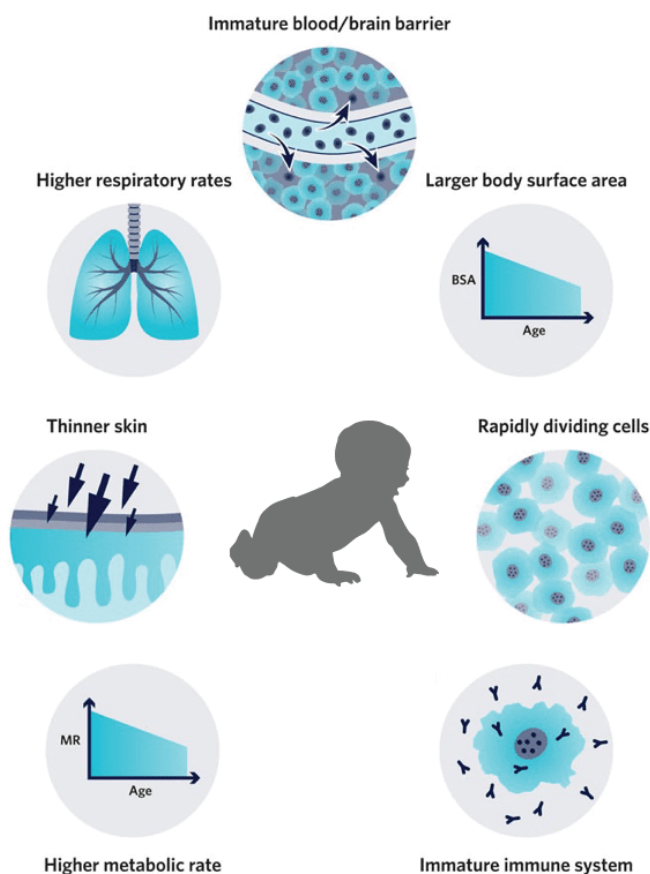 Immature blood/brain barrier
Higher respiratory rates
Larger body surface area
BSA
Age
Thinner skin
Rapidly dividing cells
MR
Age
Higher metabolic rate
Immature immune system